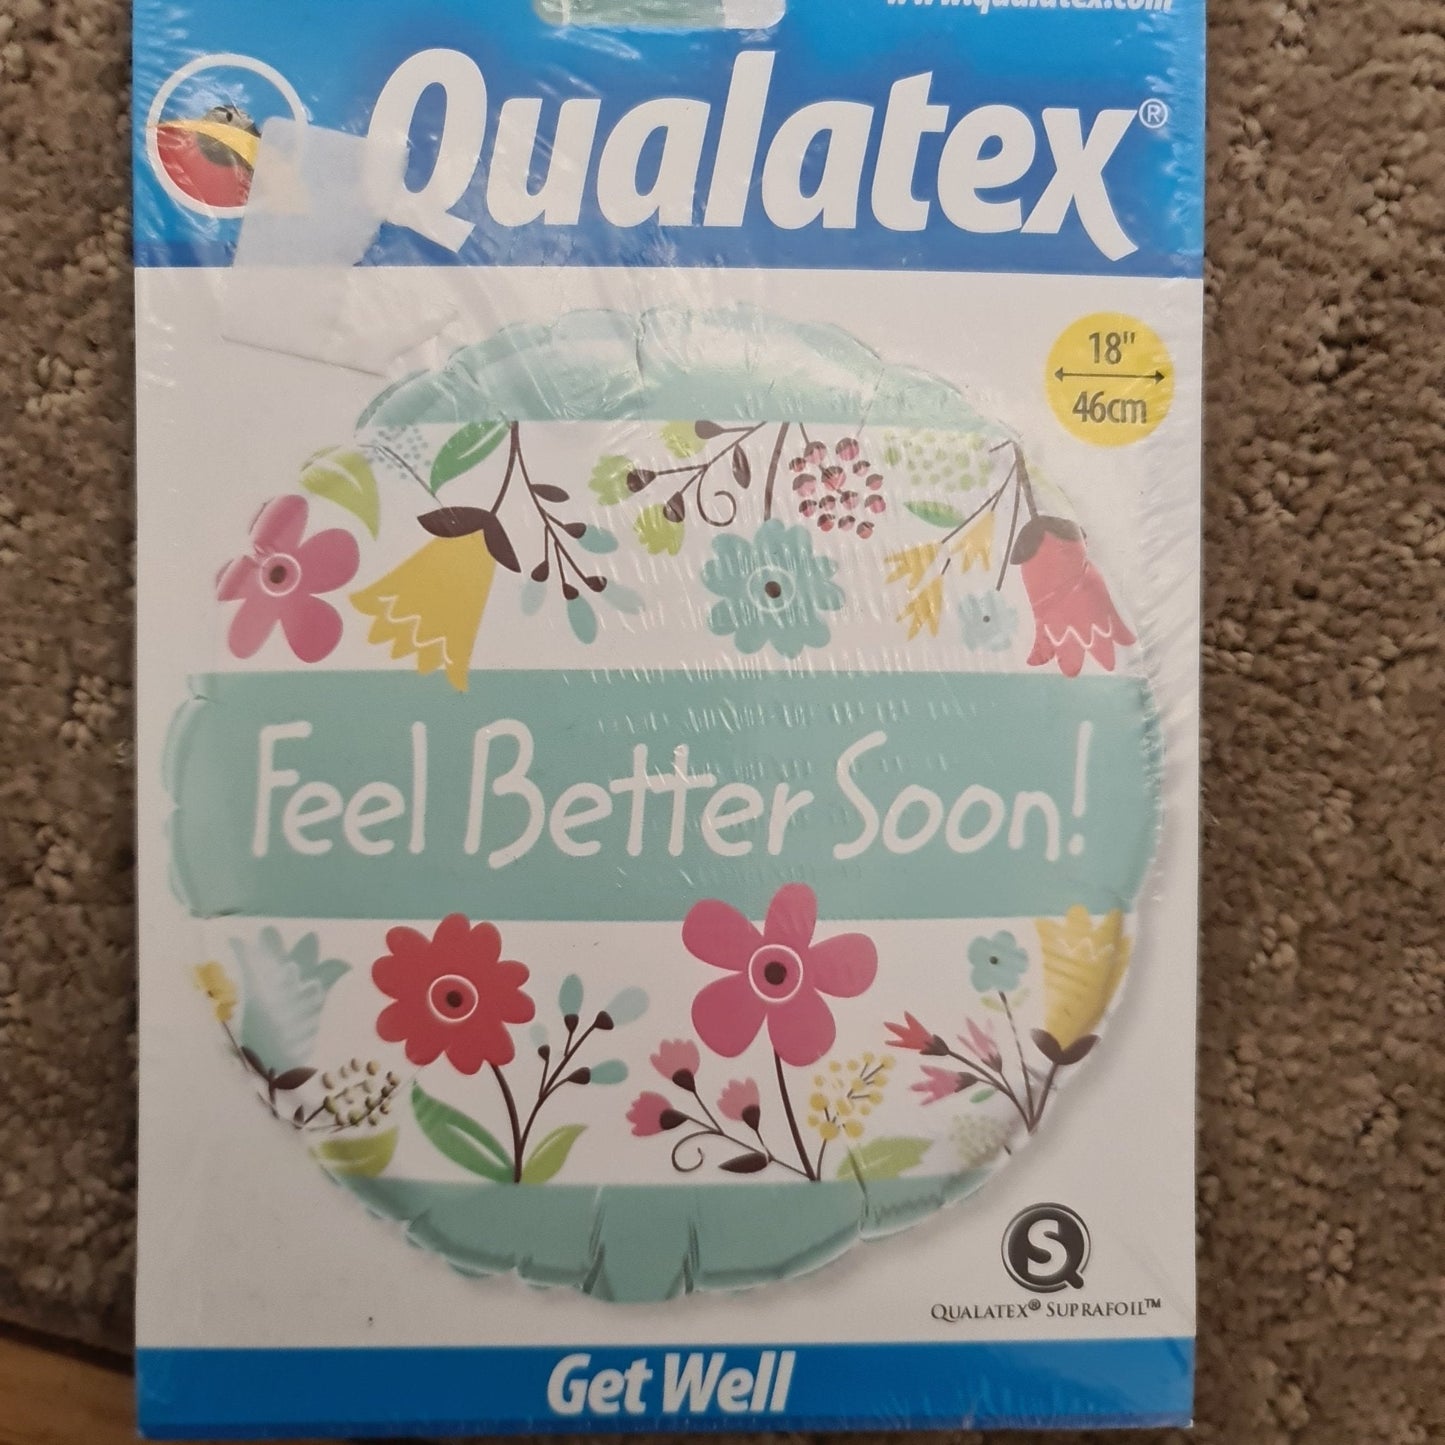 www.qualatex.com
Qualatex®
18"
46cm
Feel Better Soon!
S
QUALATEX® SUPRAFOIL™
Get Well